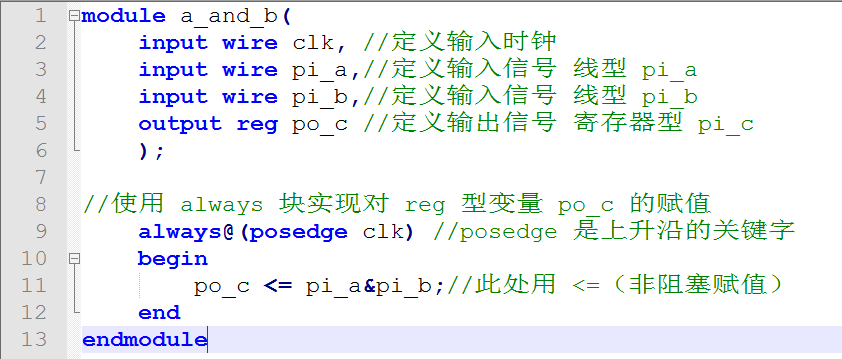 1 module a_and_b(
2 input wire clk, //定义输入时钟
3 input wire pi_a,//定义输入信号 线型 pi_a
4 input wire pi_b,//定义输入信号 线型 pi_b
5 output reg po_c //定义输出信号 寄存器型 pi_c
6 );
7
8 //使用 always 块实现对 reg 型变量 po_c 的赋值
9 always@(posedge clk) //posedge 是上升沿的关键字
10 begin
11 po_c <= pi_a&pi_b;//此处用 <=（非阻塞赋值）
12 end
13 endmodule